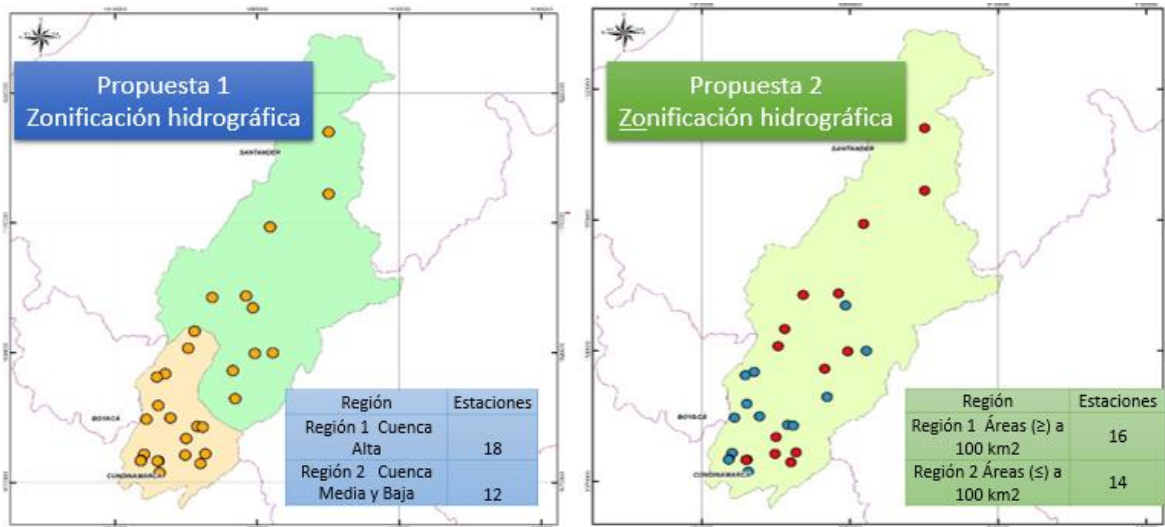 Propuesta 1
Zonificación hidrográfica
SANTANDER
BOYACÁ
CUNDINAMARCA
Región
Estaciones
Región 1 Cuenca
Alta
18
Región 2 Cuenca
Media y Baja
12
Propuesta 2
Zonificación hidrográfica
SANTANDER
BOYACÁ
CUNDINAMARCA
Región
Estaciones
Región 1 Áreas (≥) a
100 km2
16
Región 2 Áreas (≤) a
100 km2
14